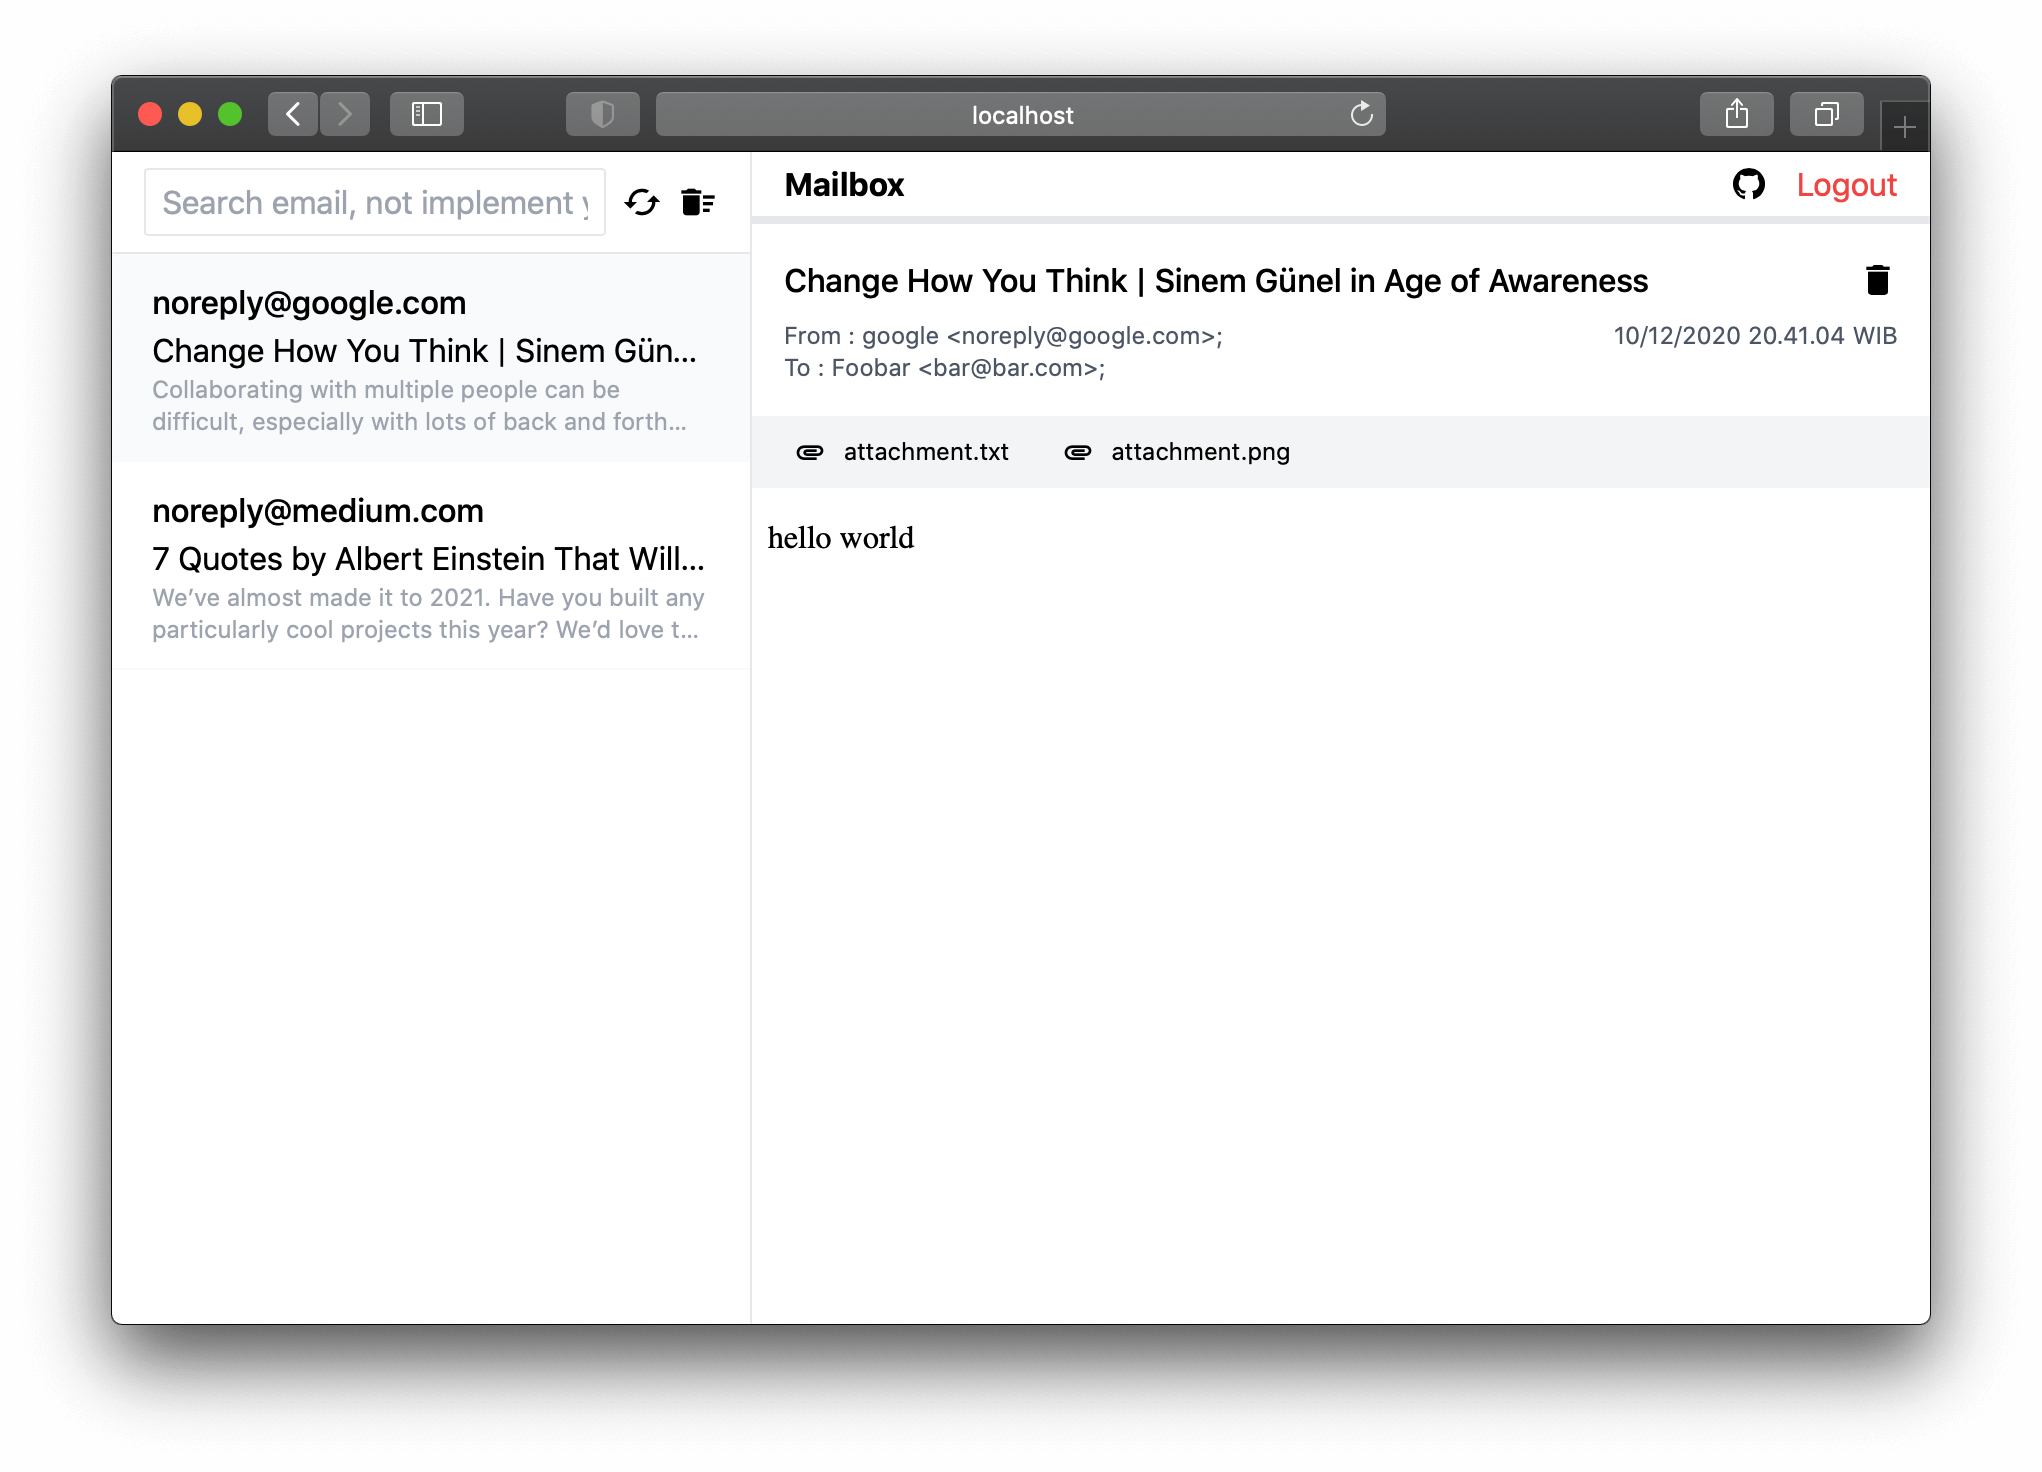 localhost
Search email, not implement
Mailbox
Logout
noreply@google.com
Change How You Think | Sinem Gün...
Collaborating with multiple people can be
difficult, especially with lots of back and forth...
noreply@medium.com
7 Quotes by Albert Einstein That Will...
We’ve almost made it to 2021. Have you built any
particularly cool projects this year? We’d love t...
Change How You Think | Sinem Günel in Age of Awareness
From : google <noreply@google.com>;
10/12/2020 20.41.04 WIB
To : Foobar <bar@bar.com>;
attachment.txt
attachment.png
hello world